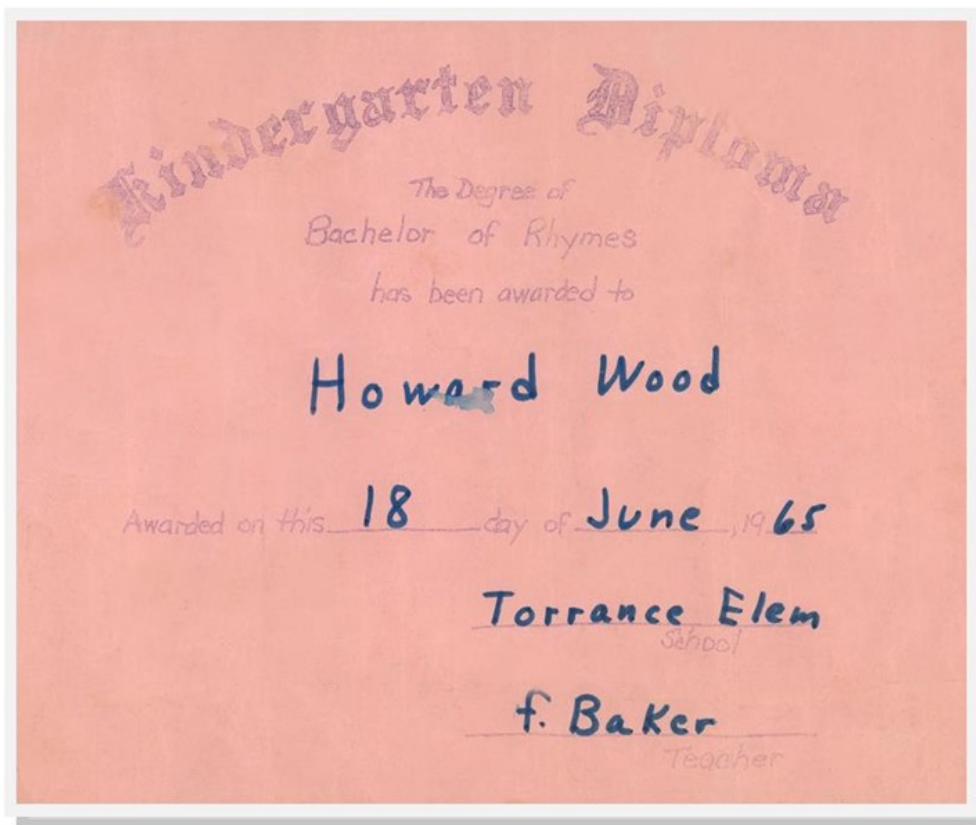 Kindergarten Diploma
The Degree of
Bachelor of Rhymes
has been awarded to
Howard Wood
Awarded on this 18 day of June, 1965
Torrance Elem
School
f. Baker
Teacher